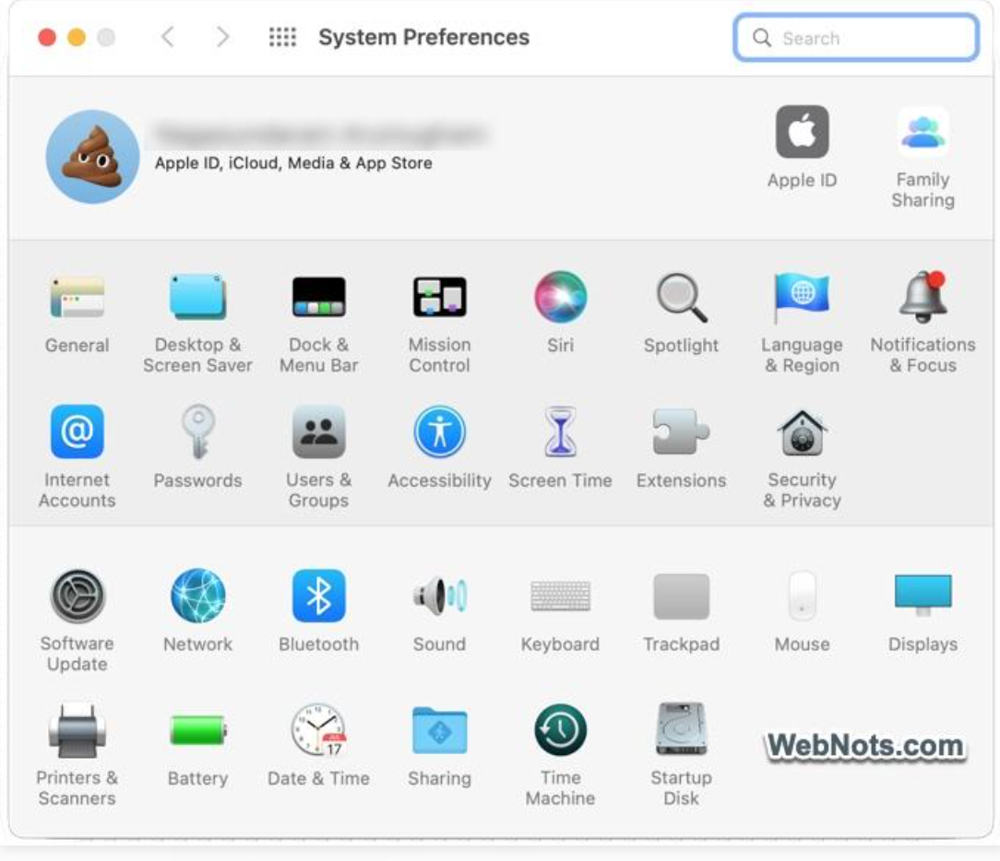 System Preferences
Search
Apple ID, iCloud, Media & App Store
Apple ID
Family
Sharing
General
Desktop &
Screen Saver
Dock &
Menu Bar
Mission
Control
Siri
Spotlight
Language
& Region
Notifications
& Focus
@
Internet
Accounts
Passwords
Users &
Groups
Accessibility
Screen Time
Extensions
Security
& Privacy
Software
Update
Network
Bluetooth
Sound
Keyboard
Trackpad
Mouse
Displays
Printers &
Scanners
Battery
JUL
17
Date & Time
Sharing
Time
Machine
Startup
Disk
WebNots.com